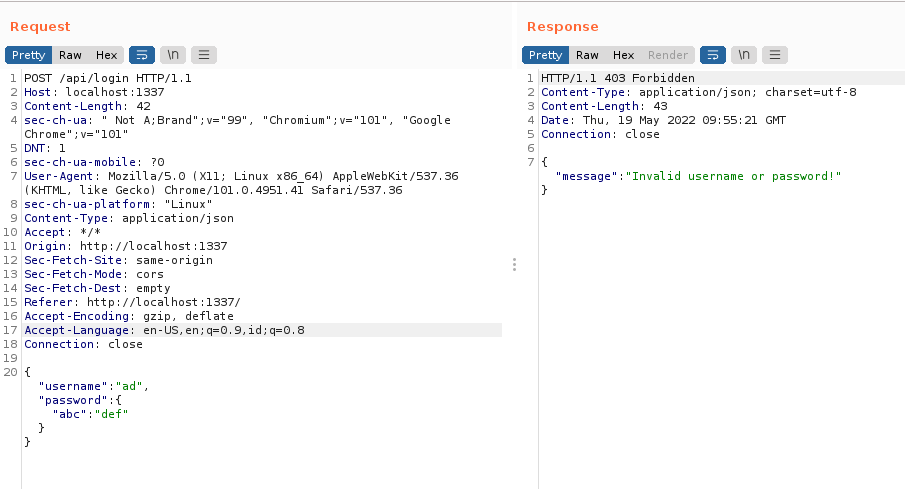 Request
Pretty Raw Hex \n
1 POST /api/login HTTP/1.1
2 Host: localhost:1337
3 Content-Length: 42
4 sec-ch-ua: " Not A;Brand";v="99", "Chromium";v="101", "Google
Chrome";v="101"
5 DNT: 1
6 sec-ch-ua-mobile: ?0
7 User-Agent: Mozilla/5.0 (X11; Linux x86_64) AppleWebKit/537.36
(KHTML, like Gecko) Chrome/101.0.4951.41 Safari/537.36
8 sec-ch-ua-platform: "Linux"
9 Content-Type: application/json
10 Accept: */*
11 Origin: http://localhost:1337
12 Sec-Fetch-Site: same-origin
13 Sec-Fetch-Mode: cors
14 Sec-Fetch-Dest: empty
15 Referer: http://localhost:1337/
16 Accept-Encoding: gzip, deflate
17 Accept-Language: en-US,en;q=0.9,id;q=0.8
18 Connection: close
19
20 {
"username":"ad",
"password":{
"abc":"def"
}
}
Response
Pretty Raw Hex Render \n
1 HTTP/1.1 403 Forbidden
2 Content-Type: application/json; charset=utf-8
3 Content-Length: 43
4 Date: Thu, 19 May 2022 09:55:21 GMT
5 Connection: close
6
7 {
"message":"Invalid username or password!"
}